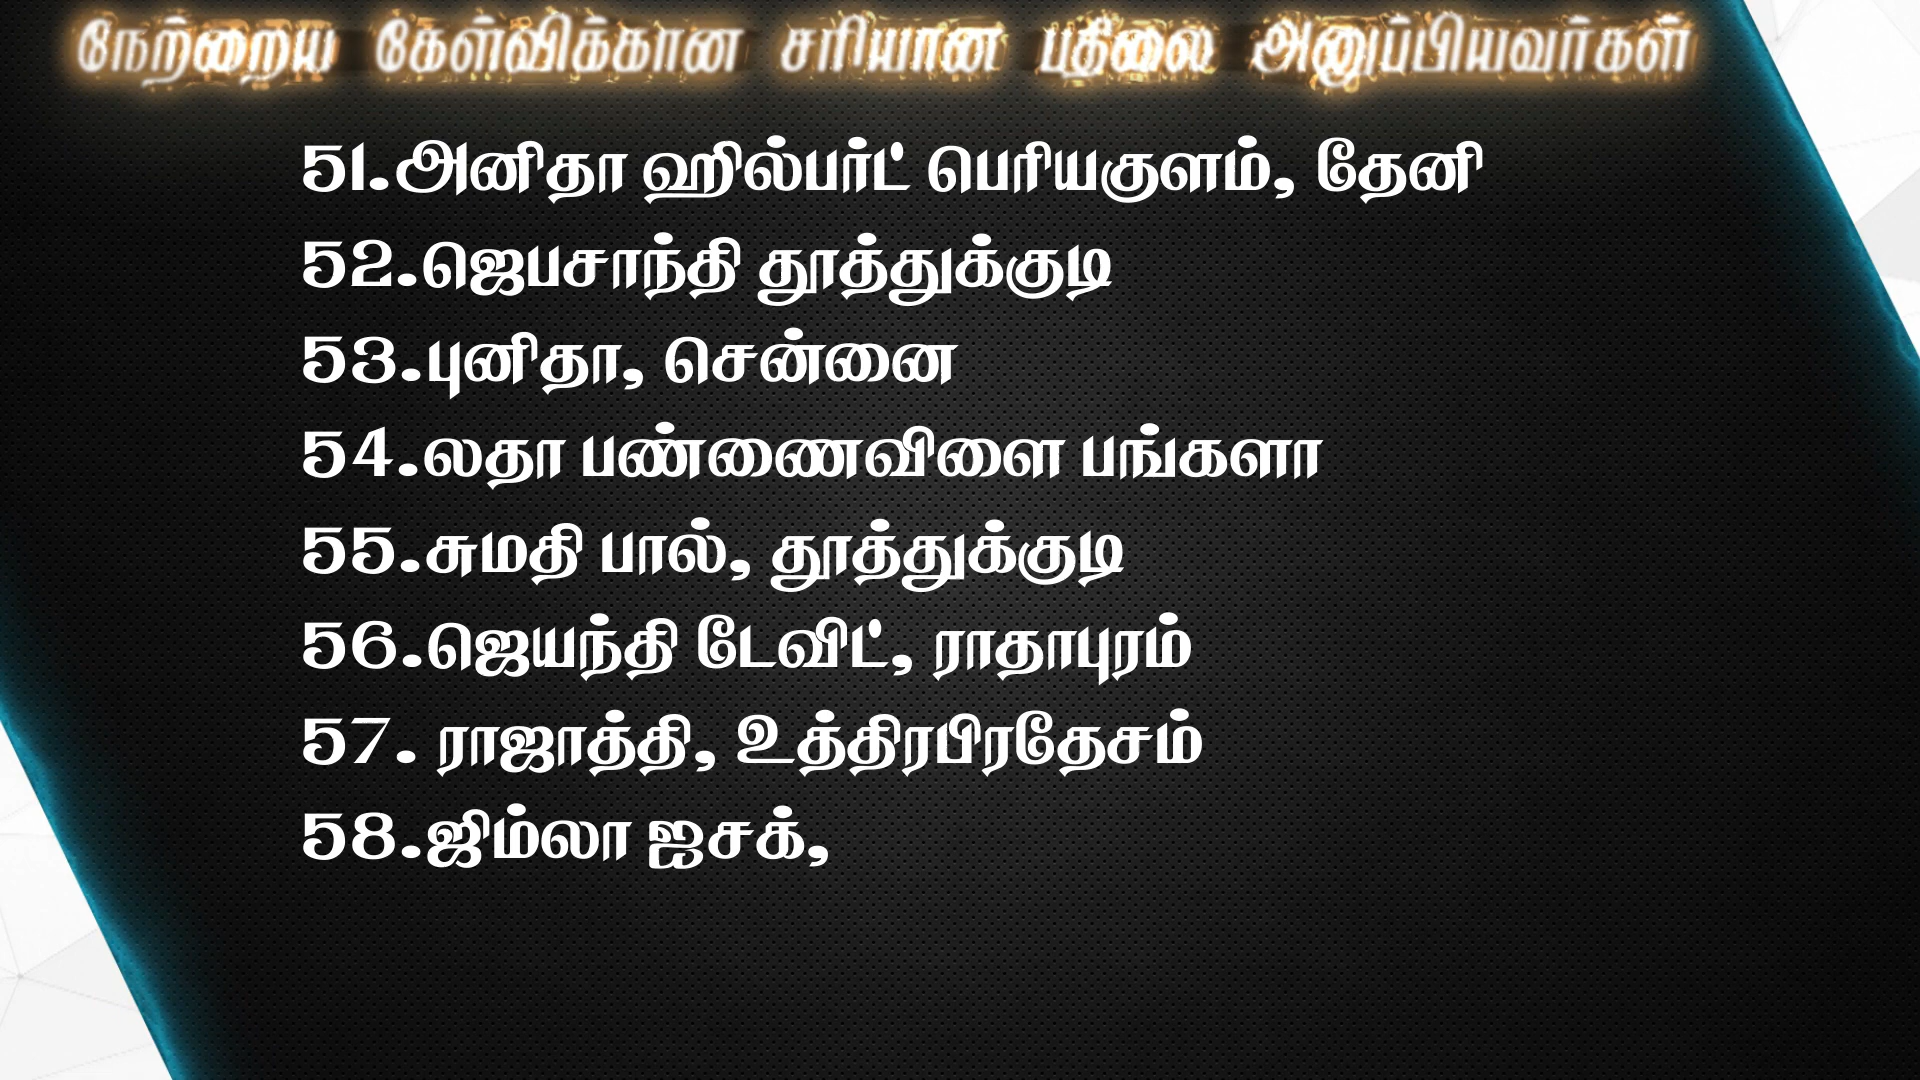 நேற்றைய கேள்விக்கான சரியான பதிலை அனுப்பியவர்கள்
51.அனிதா ஹில்பர்ட் பெரியகுளம், தேனி
52.ஜெபசாந்தி தூத்துக்குடி
53.புனிதா, சென்னை
54.லதா பண்ணைவிளை பங்களா
55.சுமதி பால், தூத்துக்குடி
56.ஜெயந்தி டேவிட், ராதாபுரம்
57. ராஜாத்தி, உத்திரபிரதேசம்
58.ஜிம்லா ஐசக்,